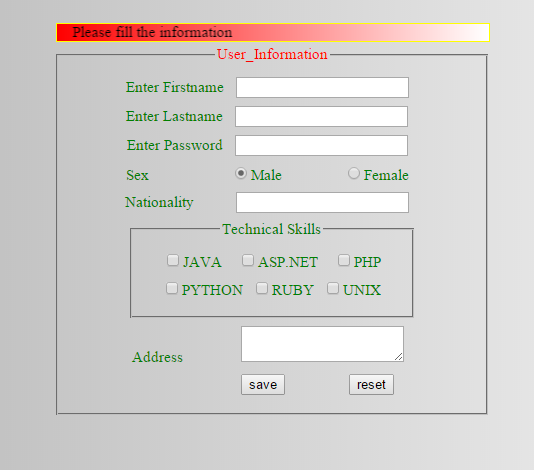 Please fill the information
User_Information
Enter Firstname
Enter Lastname
Enter Password
Sex Male Female
Nationality
Technical Skills
JAVA ASP.NET PHP
PYTHON RUBY UNIX
Address
save reset